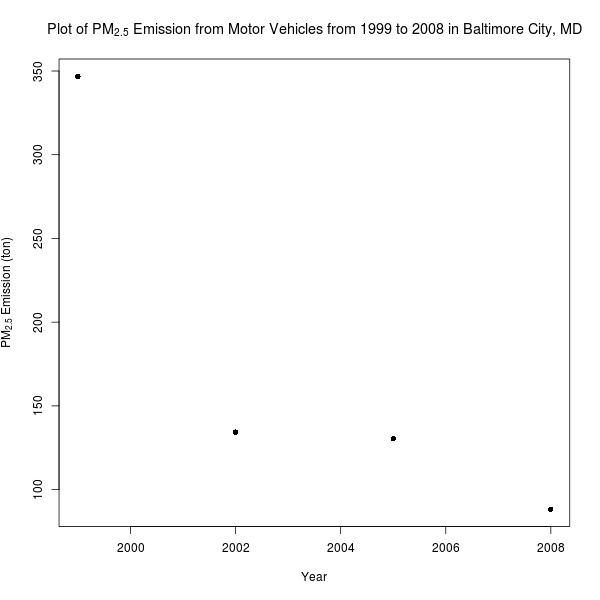 Plot of PM2.5 Emission from Motor Vehicles from 1999 to 2008 in Baltimore City, MD
350
300
250
200
150
100
PM2.5 Emission (ton)
2000 2002 2004 2006 2008
Year